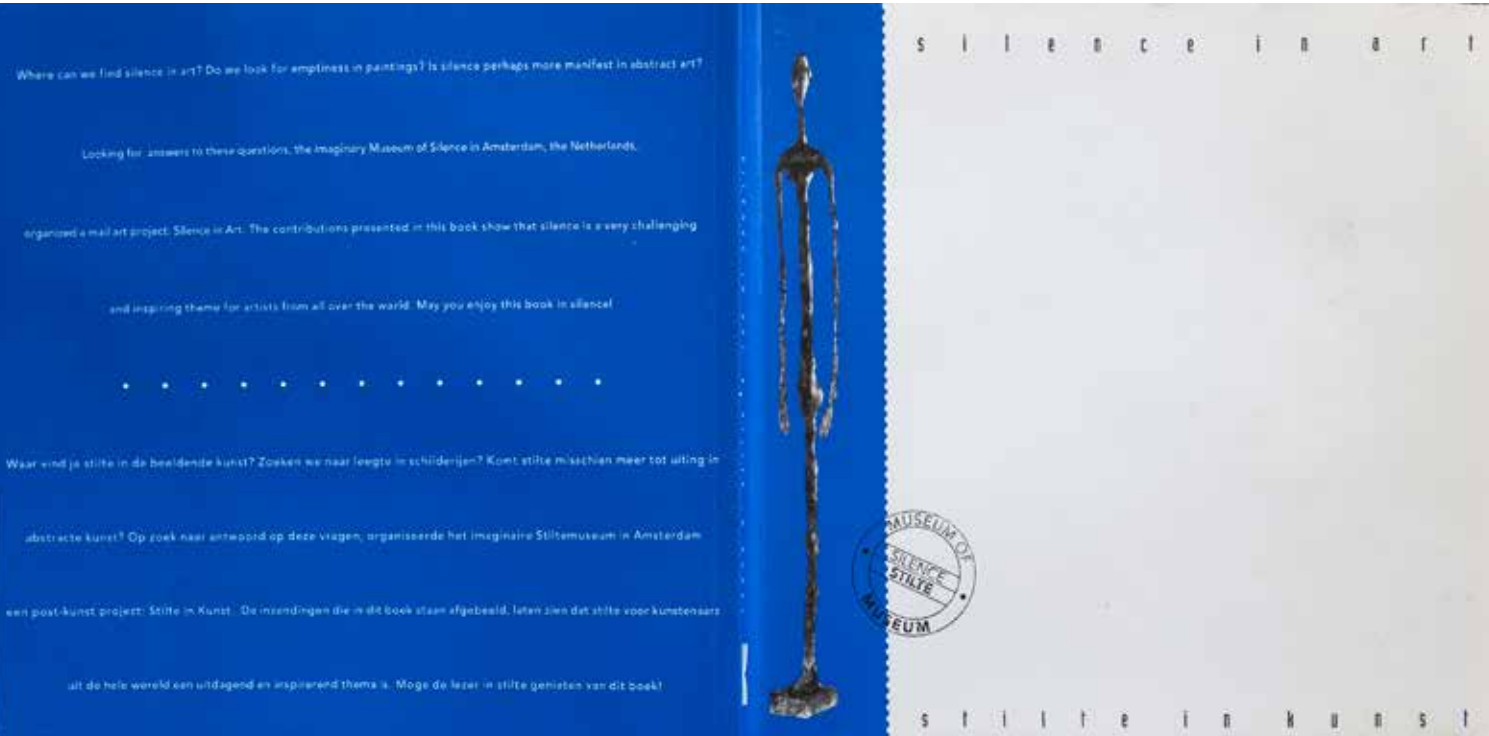 Where can we find silence in art? Do we look for emptiness in paintings? Is silence perhaps more manifest in abstract art?
Looking for answers to these questions, the imaginary Museum of Silence in Amsterdam, the Netherlands,
organized a mail art project: Silence in Art. The contributions presented in this book show that silence is a very challenging
and inspiring theme for artists from all over the world. May you enjoy this book in silence!
Waar vind je stilte in de beeldende kunst? Zoeken we naar leegte in schilderijen? Komt stilte misschien meer tot uiting in
abstracte kunst? Op zoek naar antwoord op deze vragen, organiseerde het imaginaire Stiltemuseum in Amsterdam
een post-kunst project: Stilte in Kunst. De inzendingen die in dit boek staan afgebeeld, laten zien dat stilte voor kunstenaars
uit de hele wereld een uitdagend en inspirerend thema is. Moge de lezer in stilte genieten van dit boek!
silence in art
MUSEUM OF
SILENCE
STILTE
MUSEUM
stilte in kunst